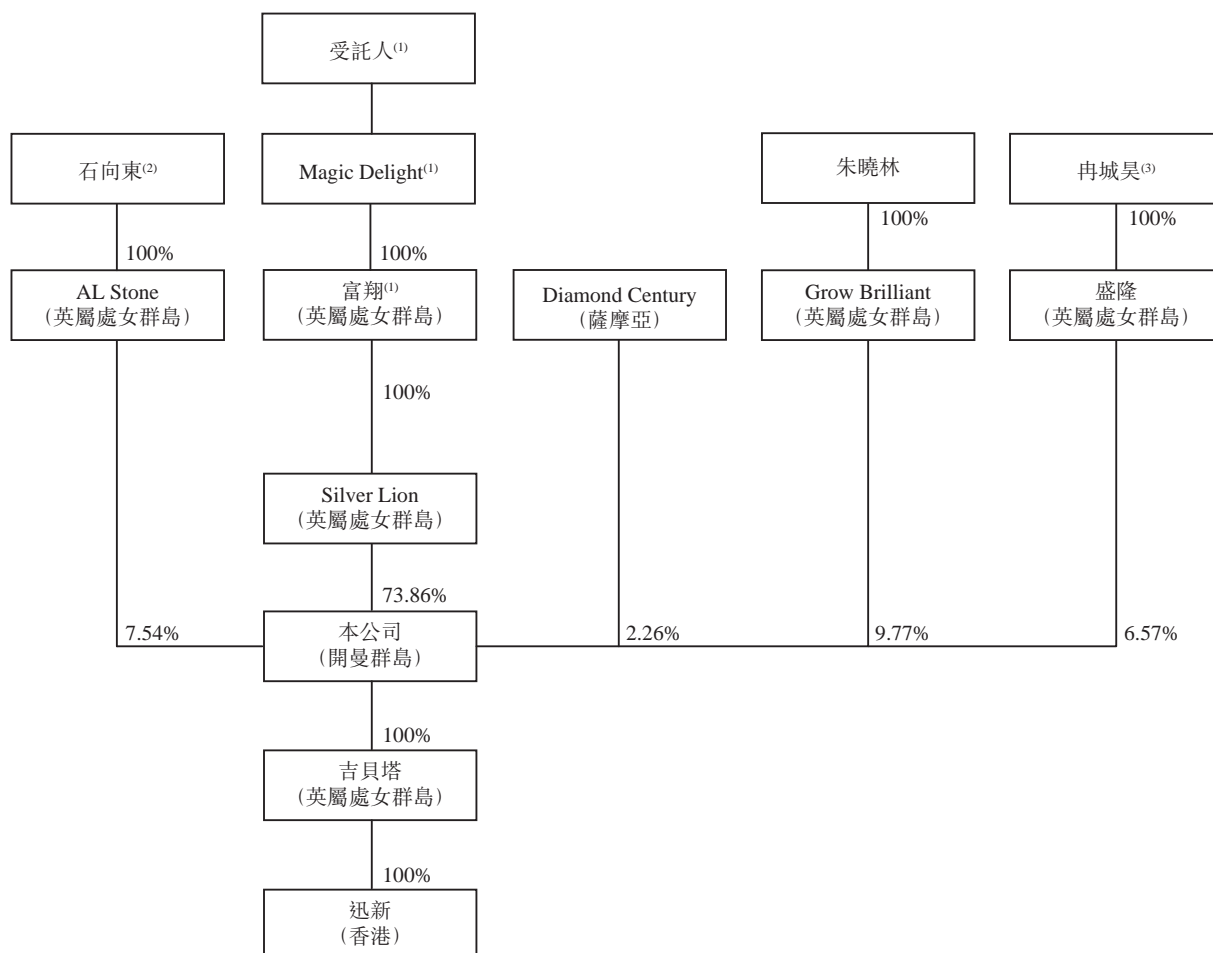 受託人(1)
石向東(2)
Magic Delight(1)
朱曉林
冉城昊(3)
100%
100%
100%
100%
AL Stone
(英屬處女群島)
富翔(1)
(英屬處女群島)
Diamond Century
(薩摩亞)
Grow Brilliant
(英屬處女群島)
盛隆
(英屬處女群島)
100%
Silver Lion
(英屬處女群島)
73.86%
7.54%
本公司
(開曼群島)
2.26%
9.77%
6.57%
100%
吉貝塔
(英屬處女群島)
100%
迅新
(香港)